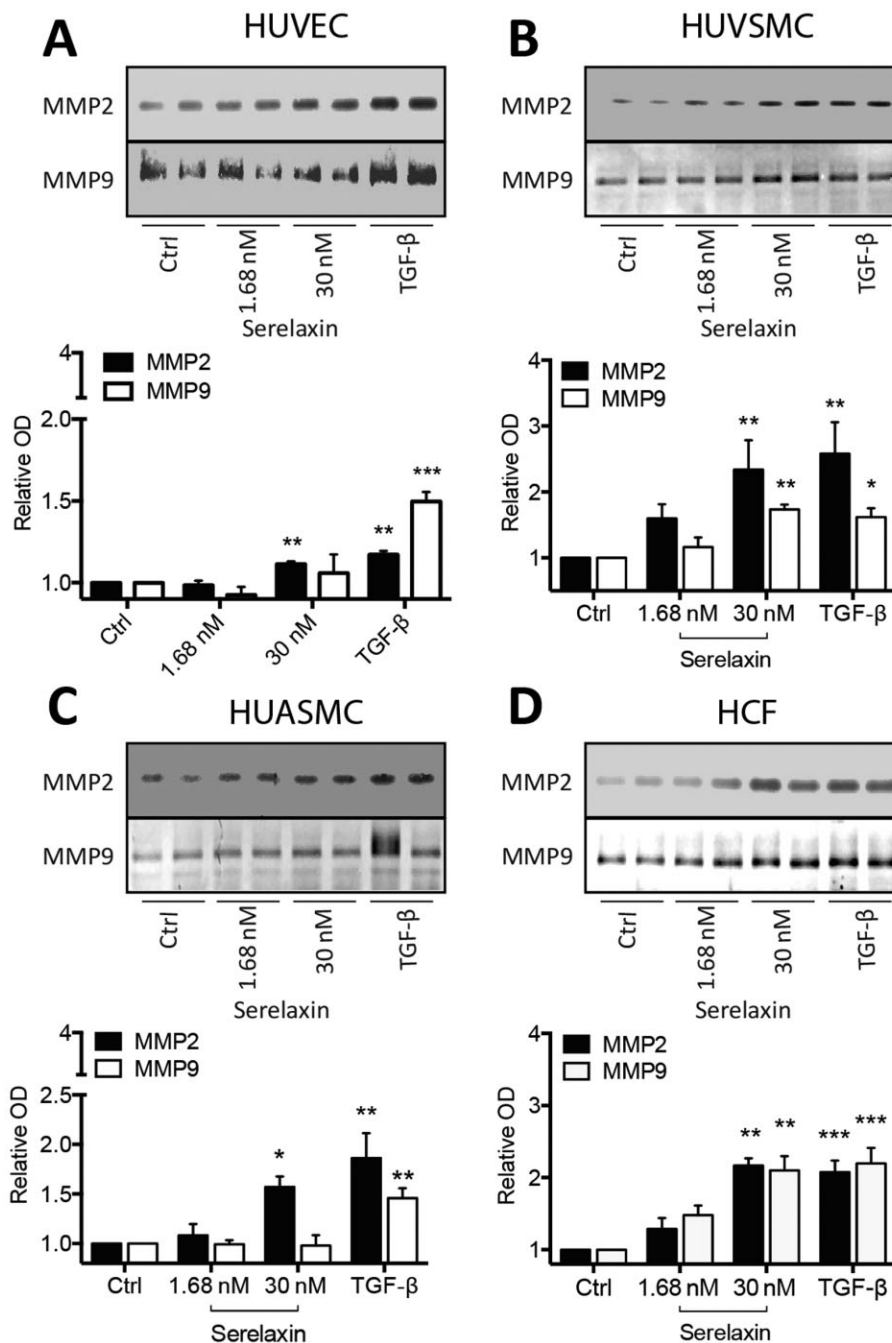 A
HUVEC
MMP2
MMP9
Ctrl
1.68 nM
30 nM
TGF-β
Serelaxin
4
MMP2
MMP9
2.0
1.5
1.0
Relative OD
**
**
***
Ctrl
1.68 nM
30 nM
TGF-β
B
HUVSMC
MMP2
MMP9
Ctrl
1.68 nM
30 nM
TGF-β
Serelaxin
4
3
2
1
Relative OD
MMP2
MMP9
**
**
**
*
Ctrl
1.68 nM
30 nM
TGF-β
Serelaxin
C
HUASMC
MMP2
MMP9
Ctrl
1.68 nM
30 nM
TGF-β
Serelaxin
4
MMP2
MMP9
2.5
2.0
1.5
1.0
Relative OD
*
**
**
Ctrl
1.68 nM
30 nM
TGF-β
Serelaxin
D
HCF
MMP2
MMP9
Ctrl
1.68 nM
30 nM
TGF-β
Serelaxin
4
3
2
1
Relative OD
MMP2
MMP9
**
**
***
***
Ctrl
1.68 nM
30 nM
TGF-β
Serelaxin